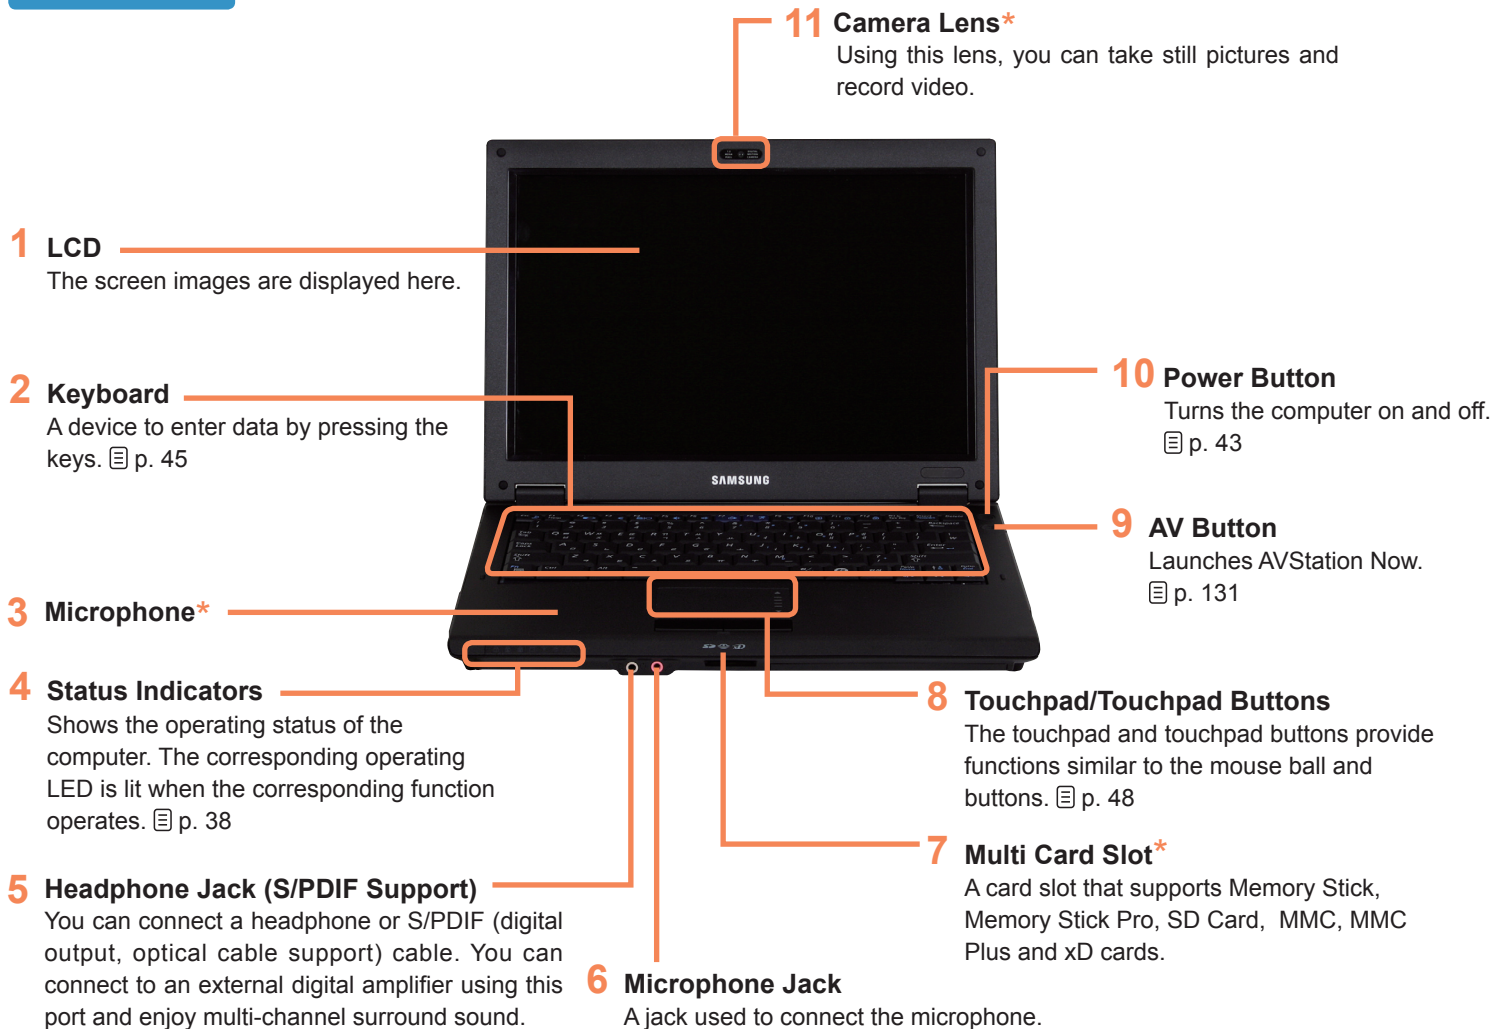 11 Camera Lens*
Using this lens, you can take still pictures and
record video.
1 LCD
The screen images are displayed here.
2 Keyboard
A device to enter data by pressing the
keys. p. 45
10 Power Button
Turns the computer on and off.
p. 43
SAMSUNG
9 AV Button
Launches AVStation Now.
p. 131
3 Microphone*
4 Status Indicators
Shows the operating status of the
computer. The corresponding operating
LED is lit when the corresponding function
operates. p. 38
8 Touchpad/Touchpad Buttons
The touchpad and touchpad buttons provide
functions similar to the mouse ball and
buttons. p. 48
7 Multi Card Slot*
A card slot that supports Memory Stick,
Memory Stick Pro, SD Card, MMC, MMC
Plus and xD cards.
5 Headphone Jack (S/PDIF Support)
You can connect a headphone or S/PDIF (digital
output, optical cable support) cable. You can
connect to an external digital amplifier using this
port and enjoy multi-channel surround sound.
6 Microphone Jack
A jack used to connect the microphone.